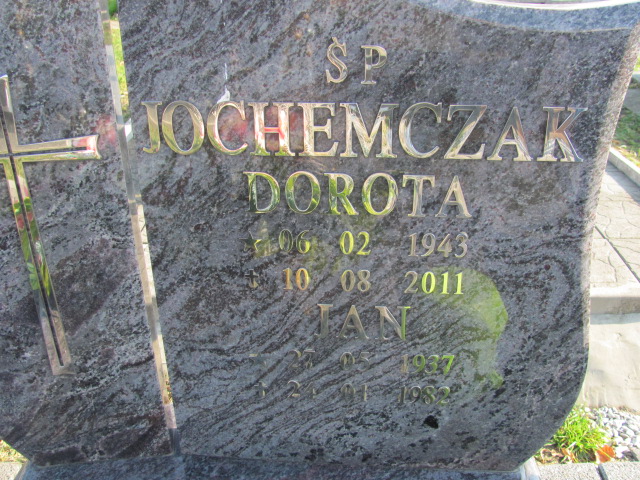 ŚP
JOCHEMCZAK
DOROTA
06 02 1943
10 08 2011
JAN
1937
1982